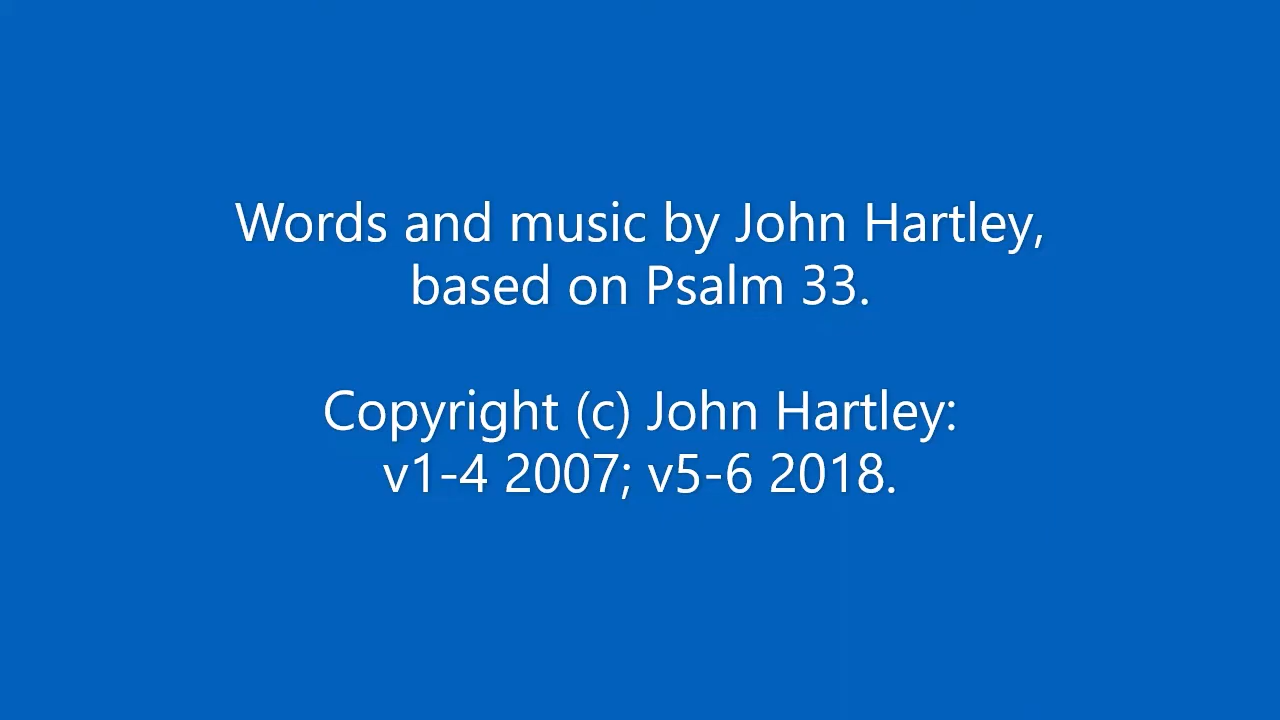 Words and music by John Hartley,
based on Psalm 33.
Copyright (c) John Hartley:
v1-4 2007; v5-6 2018.